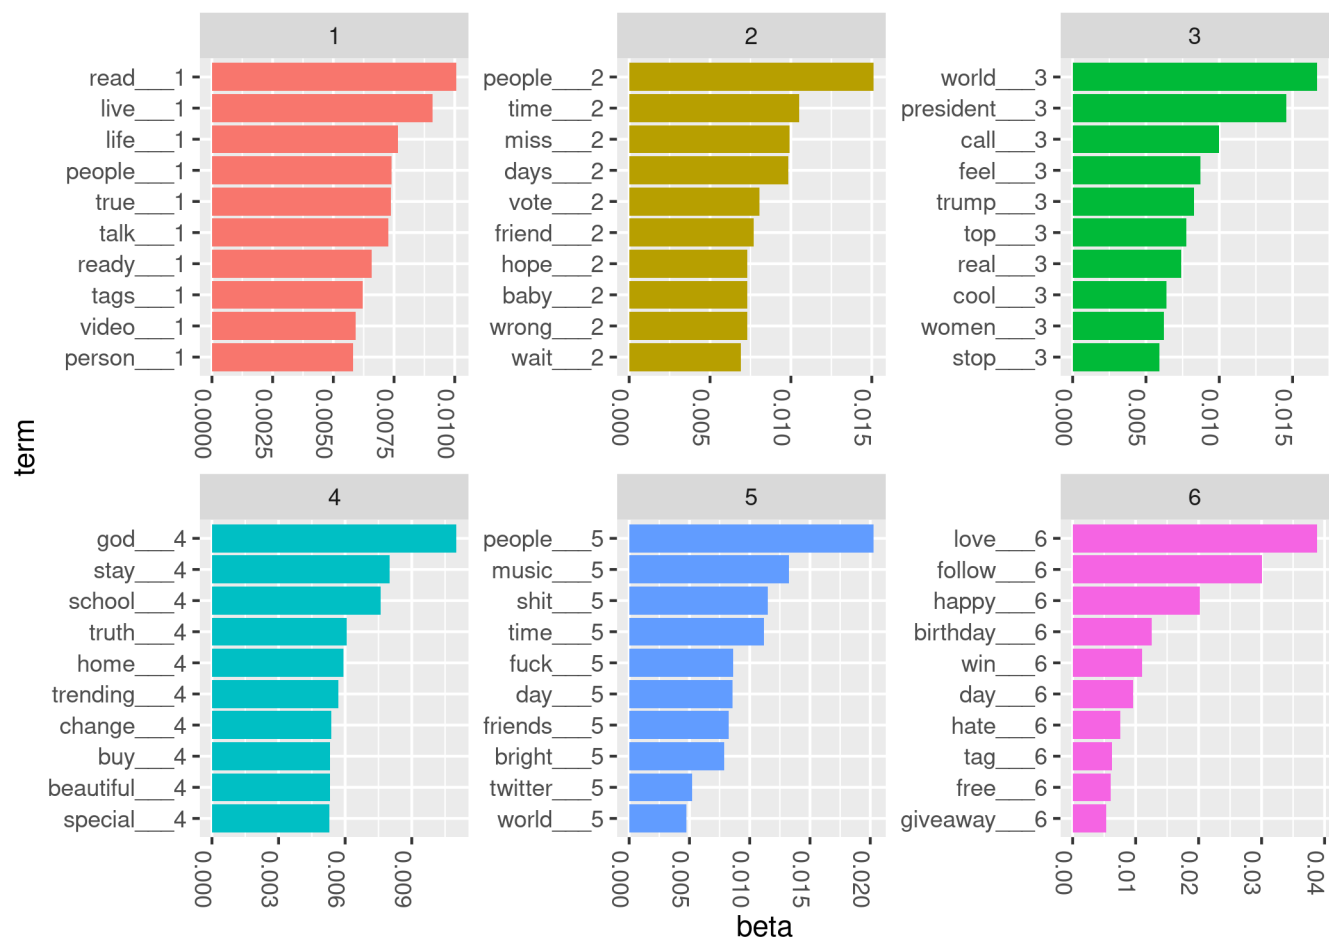 1
2
3
read___1
live___1
life___1
people___1
true___1
talk___1
ready___1
tags___1
video___1
person___1
0.0000
0.0025
0.0050
0.0075
0.0100
people___2
time___2
miss___2
days___2
vote___2
friend___2
hope___2
baby___2
wrong___2
wait___2
0.000
0.005
0.010
0.015
world___3
president___3
call___3
feel___3
trump___3
top___3
real___3
cool___3
women___3
stop___3
0.000
0.005
0.010
0.015
term
4
5
6
god___4
stay___4
school___4
truth___4
home___4
trending___4
change___4
buy___4
beautiful___4
special___4
0.000
0.003
0.006
0.009
people___5
music___5
shit___5
time___5
fuck___5
day___5
friends___5
bright___5
twitter___5
world___5
0.000
0.005
0.010
0.015
0.020
love___6
follow___6
happy___6
birthday___6
win___6
day___6
hate___6
tag___6
free___6
giveaway___6
0.00
0.01
0.02
0.03
0.04
beta